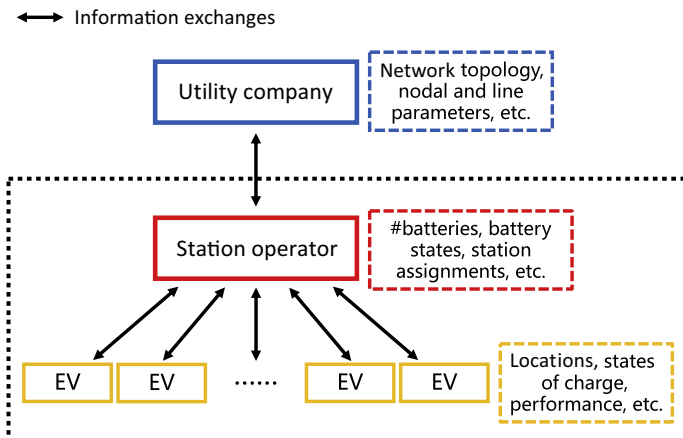 Information exchanges
Utility company
Network topology,
nodal and line
parameters, etc.
Station operator
#batteries, battery
states, station
assignments, etc.
EV
EV
......
EV
EV
Locations, states
of charge,
performance, etc.